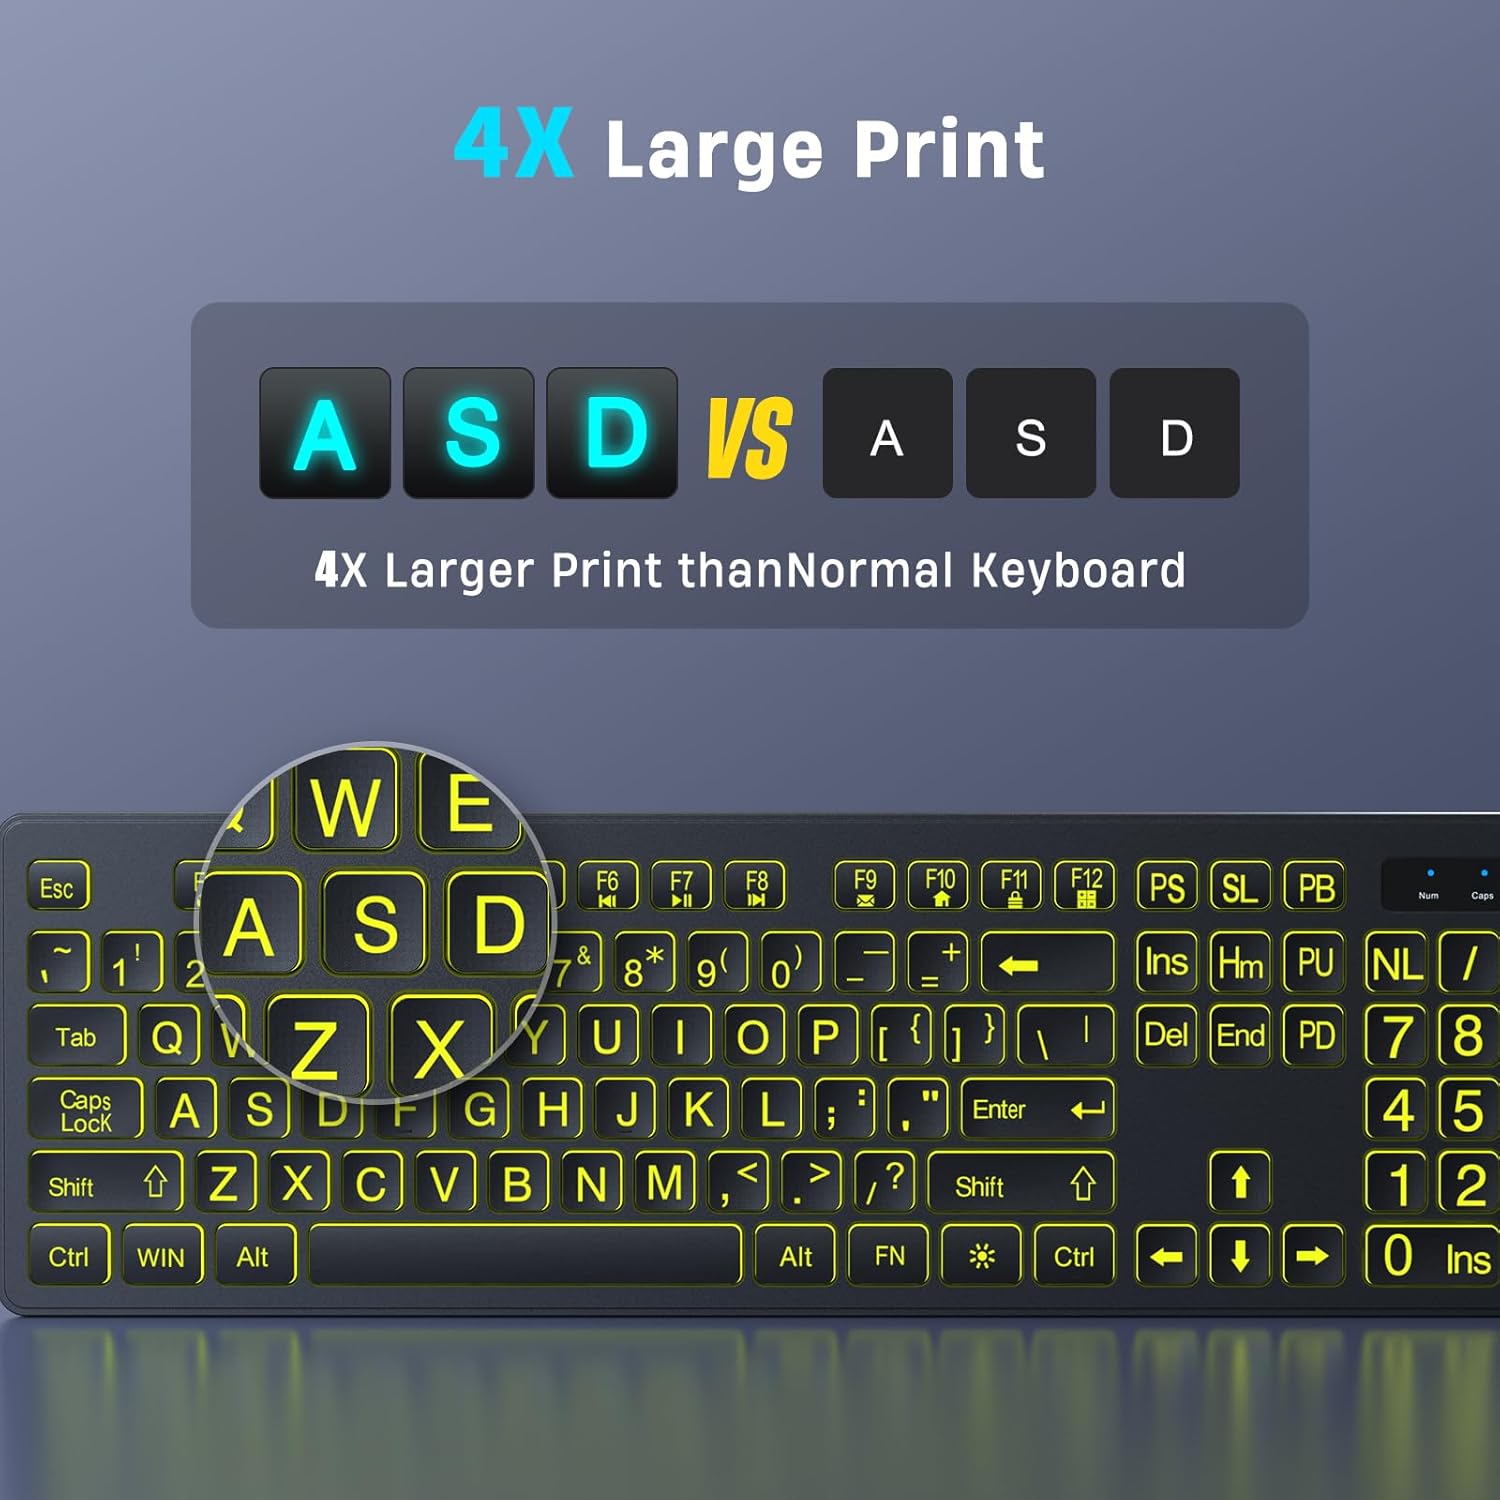 4X Large Print
A S D VS A S D
4X Larger Print thanNormal Keyboard
W E
A S D
Z X
Esc F6 F7 F8 F9 F10 F11 F12 PS SL PB Num Caps
~ 1 ! 2 7 & 8 * 9 ( 0 ) _ — = + Ins Hm PU NL /
Tab Q W Y U I O P [ { ] } \ | Del End PD 7 8
Caps LocK A S D F G H J K L ; : , " Enter 4 5
Shift Z X C V B N M , < . > / ? Shift 1 2
Ctrl WIN Alt Alt FN Ctrl 0 Ins